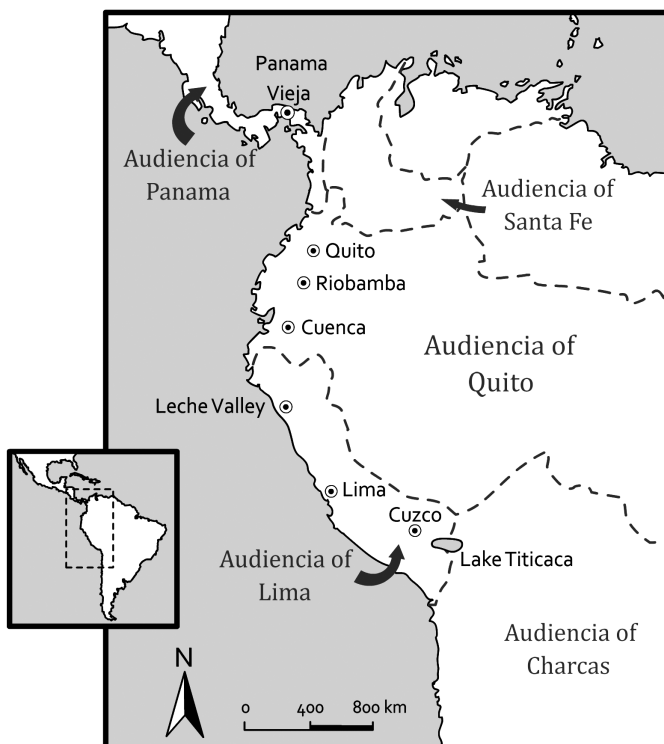 Panama
Vieja
Audiencia of
Panama
Audiencia of
Santa Fe
Quito
Riobamba
Cuenca
Audiencia of
Quito
Leche Valley
Lima
Cuzco
Lake Titicaca
Audiencia of
Lima
Audiencia of
Charcas
N
0 400 800 km